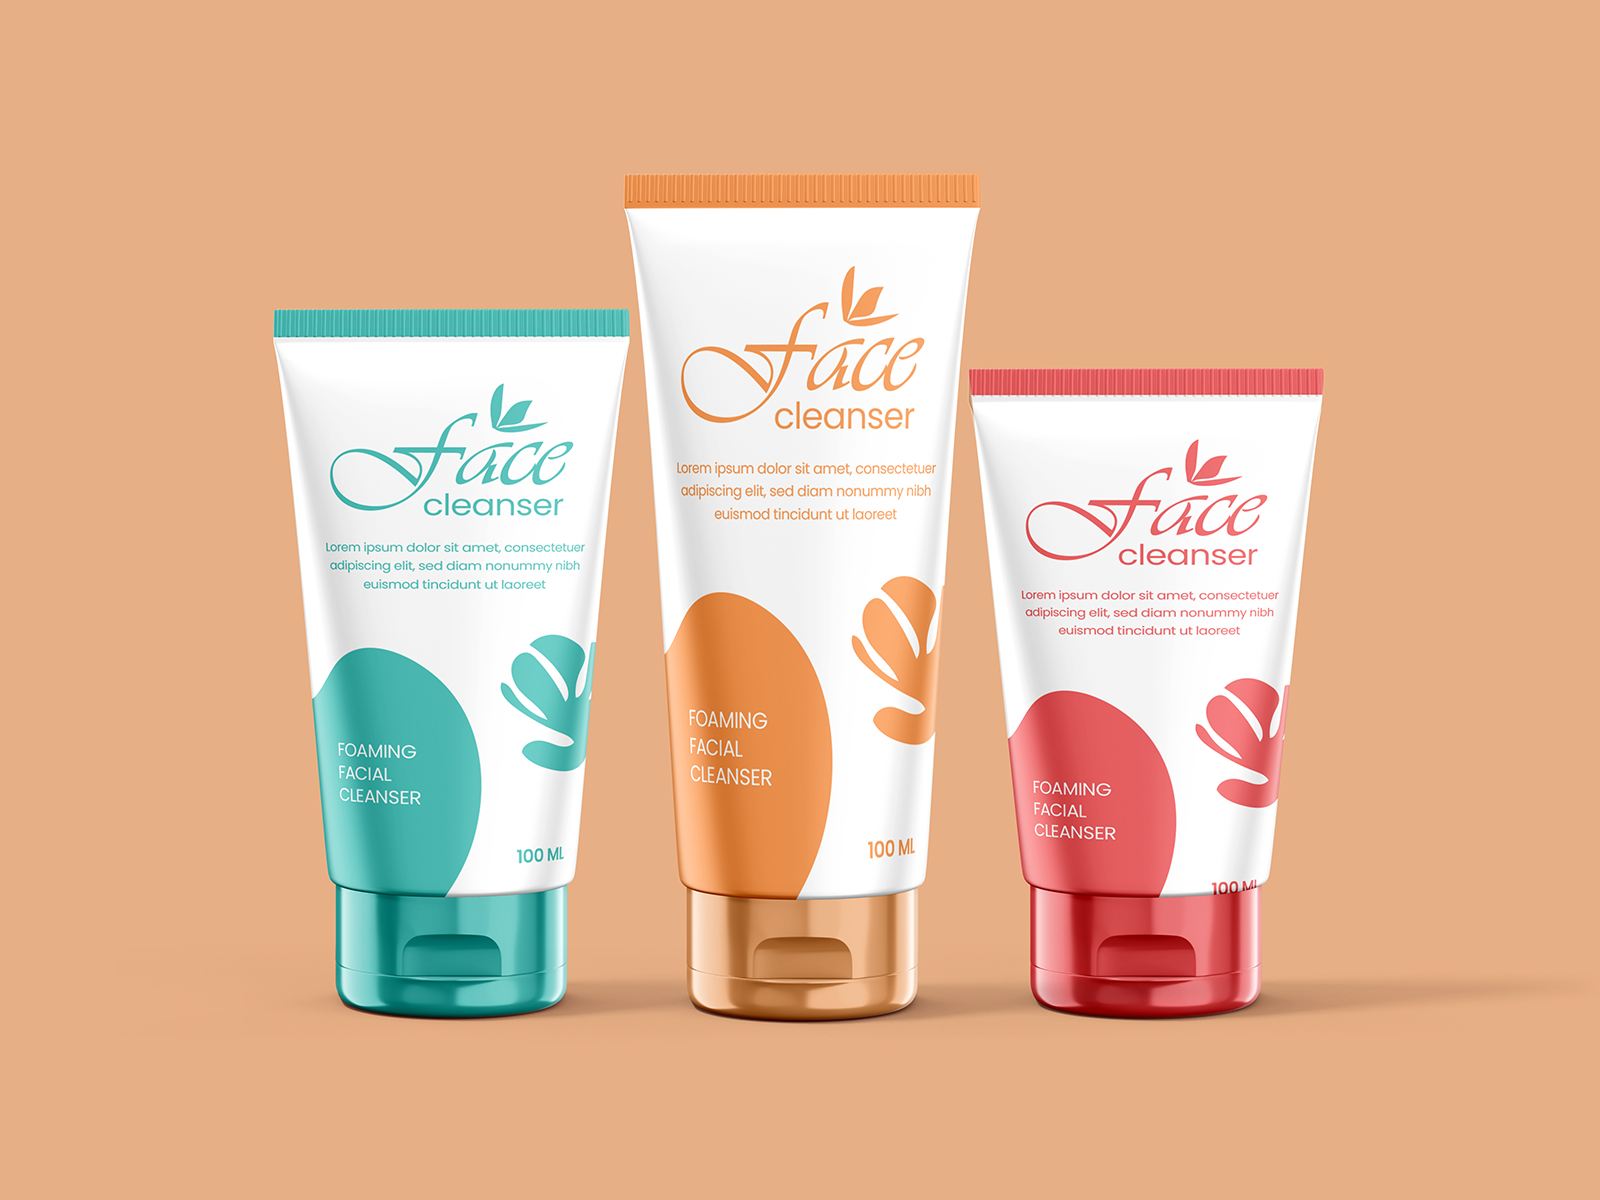 Face
cleanser
Lorem ipsum dolor sit amet, consectetuer
adipiscing elit, sed diam nonummy nibh
euismod tincidunt ut laoreet
FOAMING
FACIAL
CLEANSER
100 ML
Face
cleanser
Lorem ipsum dolor sit amet, consectetuer
adipiscing elit, sed diam nonummy nibh
euismod tincidunt ut laoreet
FOAMING
FACIAL
CLEANSER
100 ML
Face
cleanser
Lorem ipsum dolor sit amet, consectetuer
adipiscing elit, sed diam nonummy nibh
euismod tincidunt ut laoreet
FOAMING
FACIAL
CLEANSER
100 ML